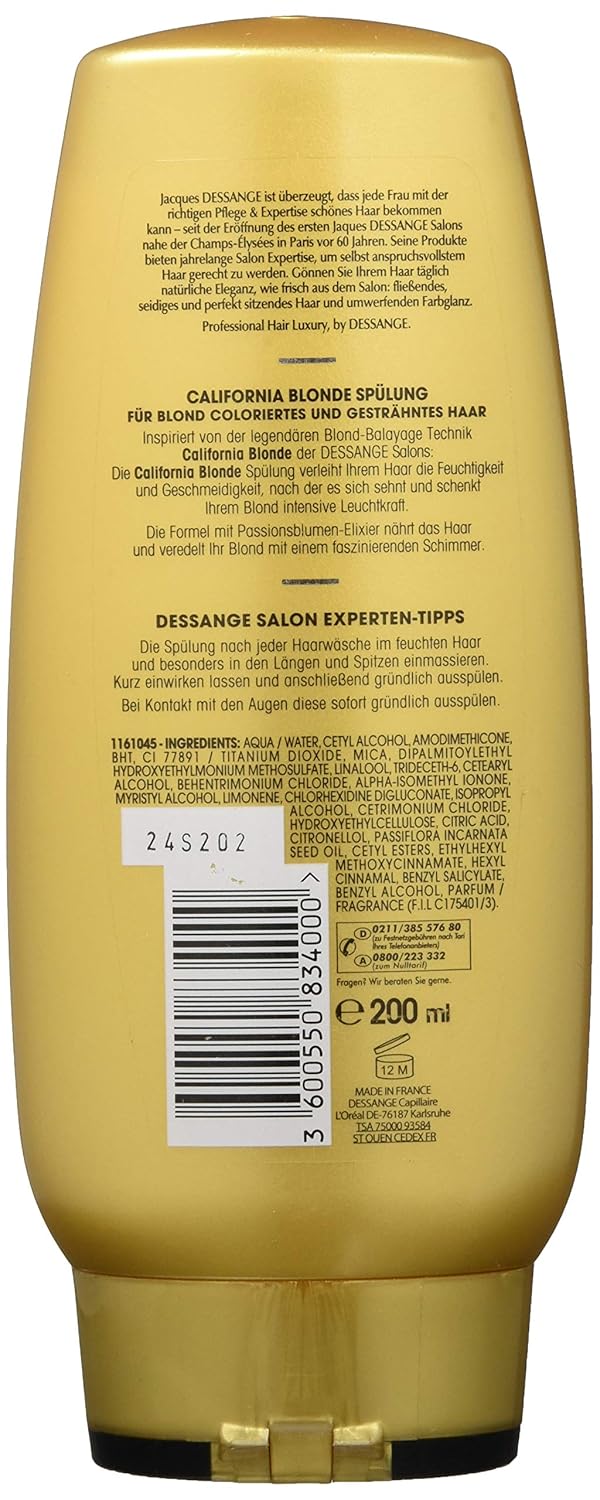 Jacques DESSANGE ist überzeugt, dass jede Frau mit der
richtigen Pflege & Expertise schönes Haar bekommen
kann – seit der Eröffnung des ersten Jaques DESSANGE Salons
nahe der Champs-Élysées in Paris vor 60 Jahren. Seine Produkte
bieten jahrelange Salon Expertise, um selbst anspruchsvollstem
Haar gerecht zu werden. Gönnen Sie Ihrem Haar täglich
natürliche Eleganz, wie frisch aus dem Salon: fließendes,
seidiges und perfekt sitzendes Haar und umwerfenden Farbglanz.
Professional Hair Luxury, by DESSANGE.
CALIFORNIA BLONDE SPÜLUNG
FÜR BLOND COLORIERTES UND GESTRÄHNTES HAAR
Inspiriert von der legendären Blond-Balayage Technik
California Blonde der DESSANGE Salons:
Die California Blonde Spülung verleiht Ihrem Haar die Feuchtigkeit
und Geschmeidigkeit, nach der es sich sehnt und schenkt
Ihrem Blond intensive Leuchtkraft.
Die Formel mit Passionsblumen-Elixier nährt das Haar
und veredelt Ihr Blond mit einem faszinierenden Schimmer.
DESSANGE SALON EXPERTEN-TIPPS
Die Spülung nach jeder Haarwäsche im feuchten Haar
und besonders in den Längen und Spitzen einmassieren.
Kurz einwirken lassen und anschließend gründlich ausspülen.
Bei Kontakt mit den Augen diese sofort gründlich ausspülen.
1161045 - INGREDIENTS: AQUA / WATER, CETYL ALCOHOL, AMODIMETHICONE,
BHT, CI 77891 / TITANIUM DIOXIDE, MICA, DIPALMITOYLETHYL
HYDROXYETHYLMONIUM METHOSULFATE, LINALOOL, TRIDECETH-6, CETEARYL
ALCOHOL, BEHENTRIMONIUM CHLORIDE, ALPHA-ISOMETHYL IONONE,
MYRISTYL ALCOHOL, LIMONENE, CHLORHEXIDINE DIGLUCONATE, ISOPROPYL
ALCOHOL, CETRIMONIUM CHLORIDE,
HYDROXYETHYLCELLULOSE, CITRIC ACID,
CITRONELLOL, PASSIFLORA INCARNATA
SEED OIL, CETYL ESTERS, ETHYLHEXYL
METHOXYCINNAMATE, HEXYL
CINNAMAL, BENZYL SALICYLATE,
BENZYL ALCOHOL, PARFUM /
FRAGRANCE (F.I.L C175401/3).
24S202
3 600550 834000 >
D 0211/385 576 80
(zu Festnetzgebühren nach Tarif
Ihres Telefonanbieters)
A 0800/223 332
(zum Nulltarif)
Fragen? Wir beraten Sie gerne.
e 200 ml
12 M
MADE IN FRANCE
DESSANGE Capillaire
L'Oréal DE-76187 Karlsruhe
TSA 75000 93584
ST OUEN CEDEX FR